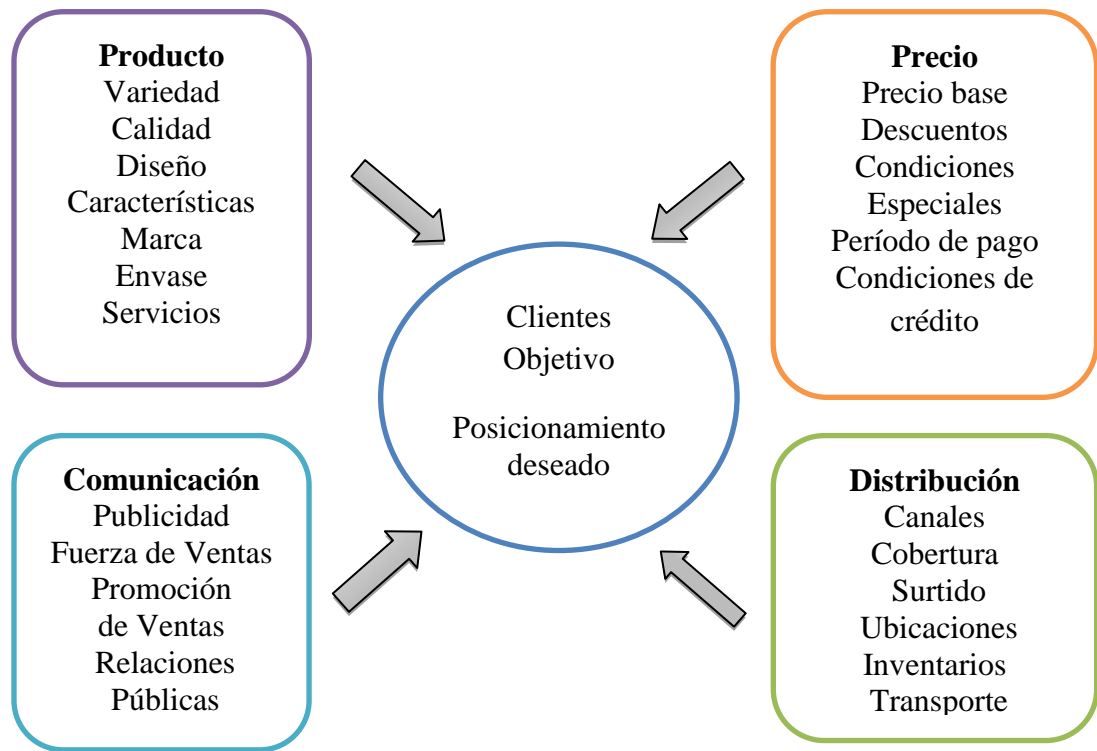 Producto
Variedad
Calidad
Diseño
Características
Marca
Envase
Servicios
Precio
Precio base
Descuentos
Condiciones
Especiales
Período de pago
Condiciones de
crédito
Clientes
Objetivo
Posicionamiento
deseado
Comunicación
Publicidad
Fuerza de Ventas
Promoción
de Ventas
Relaciones
Públicas
Distribución
Canales
Cobertura
Surtido
Ubicaciones
Inventarios
Transporte